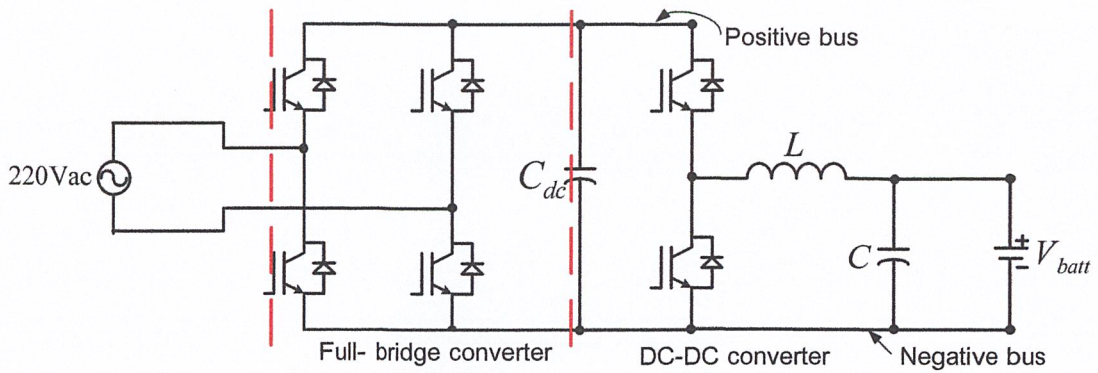 Positive bus
220Vac
C_dc
L
C
+
V_batt
-
Full- bridge converter
DC-DC converter
Negative bus